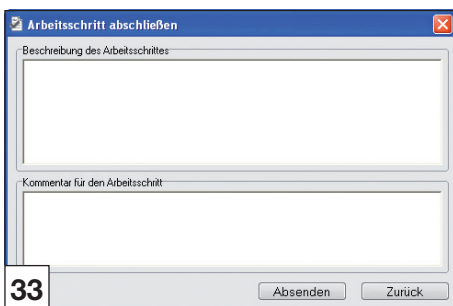 Arbeitsschritt abschließen
Beschreibung des Arbeitsschrittes
Kommentar für den Arbeitsschritt
33
Absenden Zurück